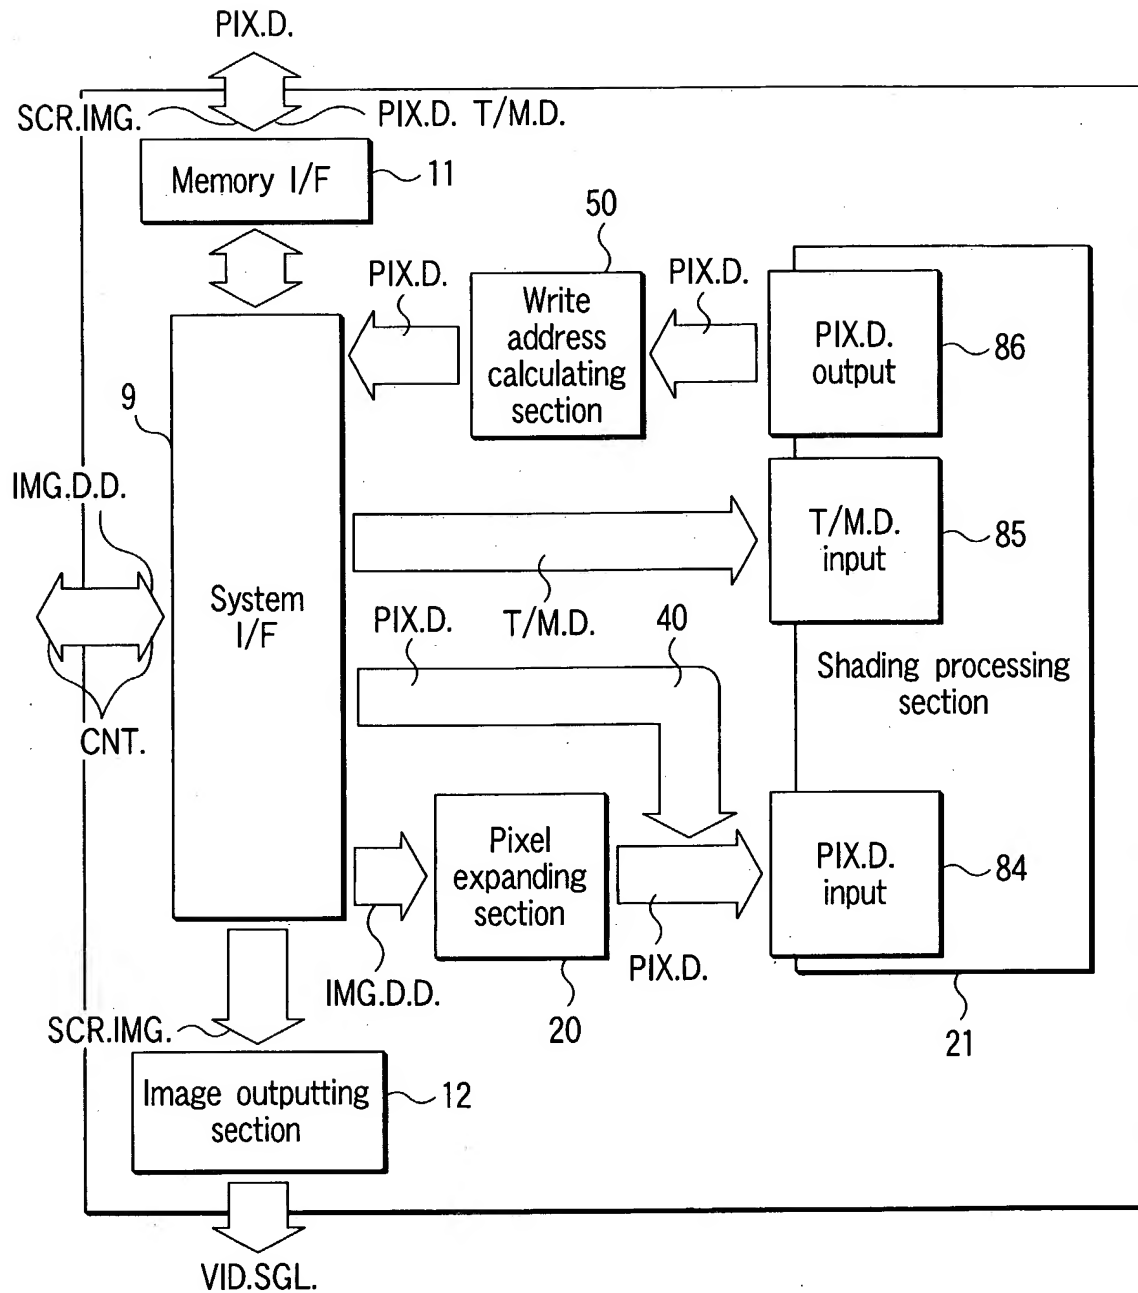 PIX.D.
SCR.IMG.
PIX.D. T/M.D.
Memory I/F
11
50
PIX.D.
Write
address
calculating
section
PIX.D.
PIX.D.
output
86
9
IMG.D.D.
T/M.D.
input
85
System
I/F
PIX.D.
T/M.D.
40
Shading processing
section
CNT.
Pixel
expanding
section
PIX.D.
input
84
IMG.D.D.
PIX.D.
20
21
SCR.IMG.
Image outputting
section
12
VID.SGL.